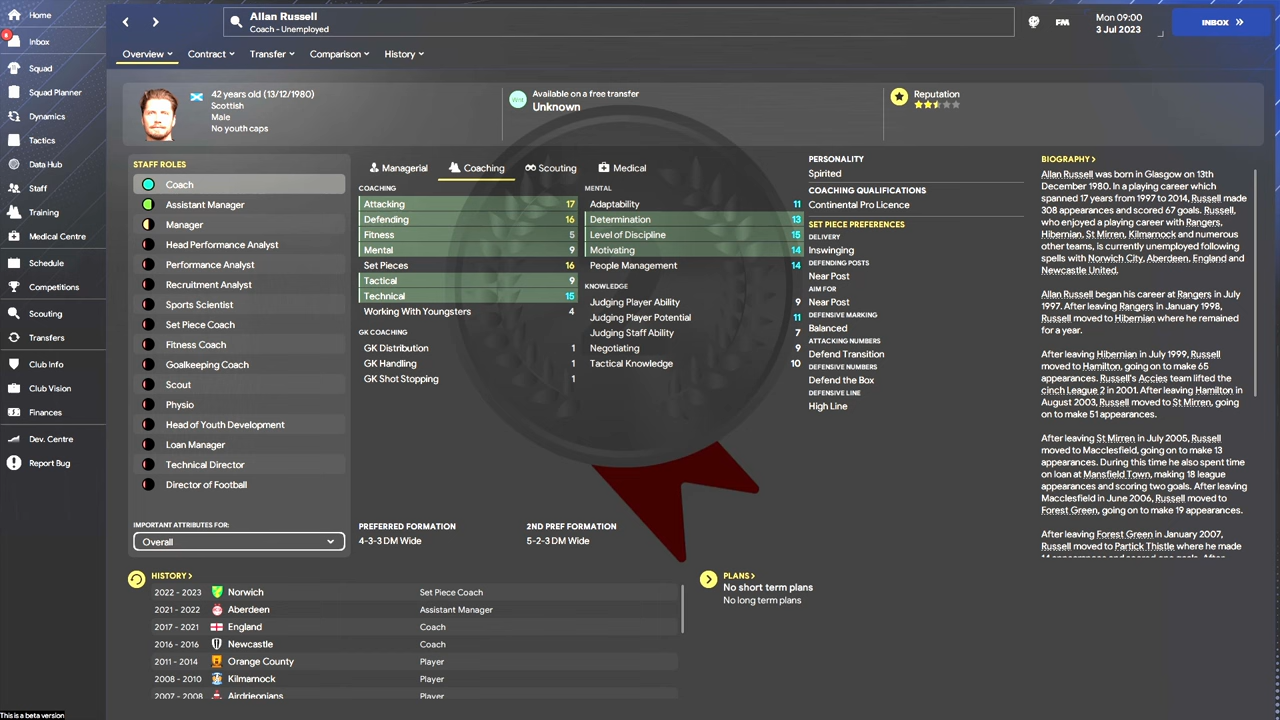 Home
Inbox
Squad
Squad Planner
Dynamics
Tactics
Data Hub
Staff
Training
Medical Centre
Schedule
Competitions
Scouting
Transfers
Club Info
Club Vision
Finances
Dev. Centre
Report Bug
This is a beta version
Allan Russell
Coach - Unemployed
FM
Mon 09:00
3 Jul 2023
INBOX
Overview
Contract
Transfer
Comparison
History
42 years old (13/12/1980)
Scottish
Male
No youth caps
Wnt
Available on a free transfer
Unknown
Reputation
STAFF ROLES
Coach
Assistant Manager
Manager
Head Performance Analyst
Performance Analyst
Recruitment Analyst
Sports Scientist
Set Piece Coach
Fitness Coach
Goalkeeping Coach
Scout
Physio
Head of Youth Development
Loan Manager
Technical Director
Director of Football
IMPORTANT ATTRIBUTES FOR:
Overall
Managerial
Coaching
Scouting
Medical
COACHING
Attacking 17
Defending 16
Fitness 5
Mental 9
Set Pieces 16
Tactical 9
Technical 15
Working With Youngsters 4
GK COACHING
GK Distribution 1
GK Handling 1
GK Shot Stopping 1
MENTAL
Adaptability 11
Determination 13
Level of Discipline 15
Motivating 14
People Management 14
KNOWLEDGE
Judging Player Ability 9
Judging Player Potential 11
Judging Staff Ability 7
Negotiating 9
Tactical Knowledge 10
PREFERRED FORMATION
4-3-3 DM Wide
2ND PREF FORMATION
5-2-3 DM Wide
PERSONALITY
Spirited
COACHING QUALIFICATIONS
Continental Pro Licence
SET PIECE PREFERENCES
DELIVERY
Inswinging
DEFENDING POSTS
Near Post
AIM FOR
Near Post
DEFENSIVE MARKING
Balanced
ATTACKING NUMBERS
Defend Transition
DEFENSIVE NUMBERS
Defend the Box
DEFENSIVE LINE
High Line
BIOGRAPHY >
Allan Russell was born in Glasgow on 13th
December 1980. In a playing career which
spanned 17 years from 1997 to 2014, Russell made
308 appearances and scored 67 goals. Russell,
who enjoyed a playing career with Rangers,
Hibernian, St Mirren, Kilmarnock and numerous
other teams, is currently unemployed following
spells with Norwich City, Aberdeen, England and
Newcastle United.
Allan Russell began his career at Rangers in July
1997. After leaving Rangers in January 1998,
Russell moved to Hibernian where he remained
for a year.
After leaving Hibernian in July 1999, Russell
moved to Hamilton, going on to make 65
appearances. Russell's Accies team lifted the
cinch League 2 in 2001. After leaving Hamilton in
August 2003, Russell moved to St Mirren, going
on to make 51 appearances.
After leaving St Mirren in July 2005, Russell
moved to Macclesfield, going on to make 13
appearances. During this time he also spent time
on loan at Mansfield Town, making 18 league
appearances and scoring two goals. After leaving
Macclesfield in June 2006, Russell moved to
Forest Green, going on to make 19 appearances.
After leaving Forest Green in January 2007,
Russell moved to Partick Thistle where he made
HISTORY >
2022 - 2023 Norwich Set Piece Coach
2021 - 2022 Aberdeen Assistant Manager
2017 - 2021 England Coach
2016 - 2016 Newcastle Coach
2011 - 2014 Orange County Player
2008 - 2010 Kilmarnock Player
2007 - 2008 Airdrieonians Player
PLANS >
No short term plans
No long term plans